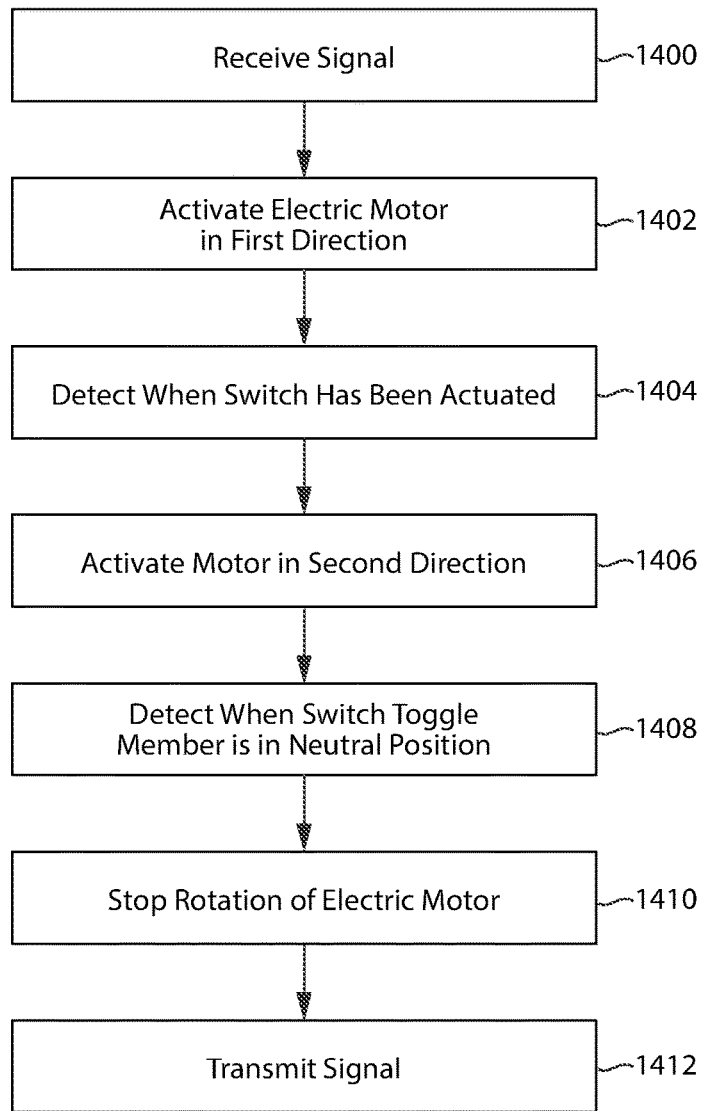 Receive Signal
1400
Activate Electric Motor
in First Direction
1402
Detect When Switch Has Been Actuated
1404
Activate Motor in Second Direction
1406
Detect When Switch Toggle
Member is in Neutral Position
1408
Stop Rotation of Electric Motor
1410
Transmit Signal
1412